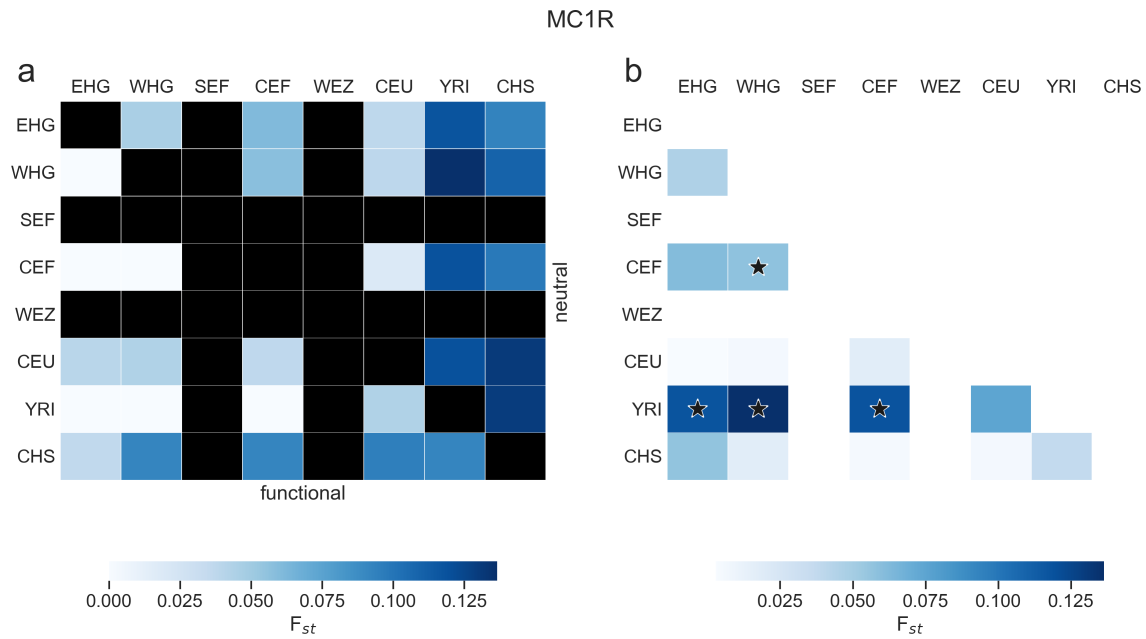 MC1R
a
EHG WHG SEF CEF WEZ CEU YRI CHS
EHG
WHG
SEF
CEF
WEZ
CEU
YRI
CHS
neutral
functional
0.000 0.025 0.050 0.075 0.100 0.125
Fst
b
EHG WHG SEF CEF WEZ CEU YRI CHS
EHG
WHG
SEF
CEF
WEZ
CEU
YRI
CHS
0.025 0.050 0.075 0.100 0.125
Fst